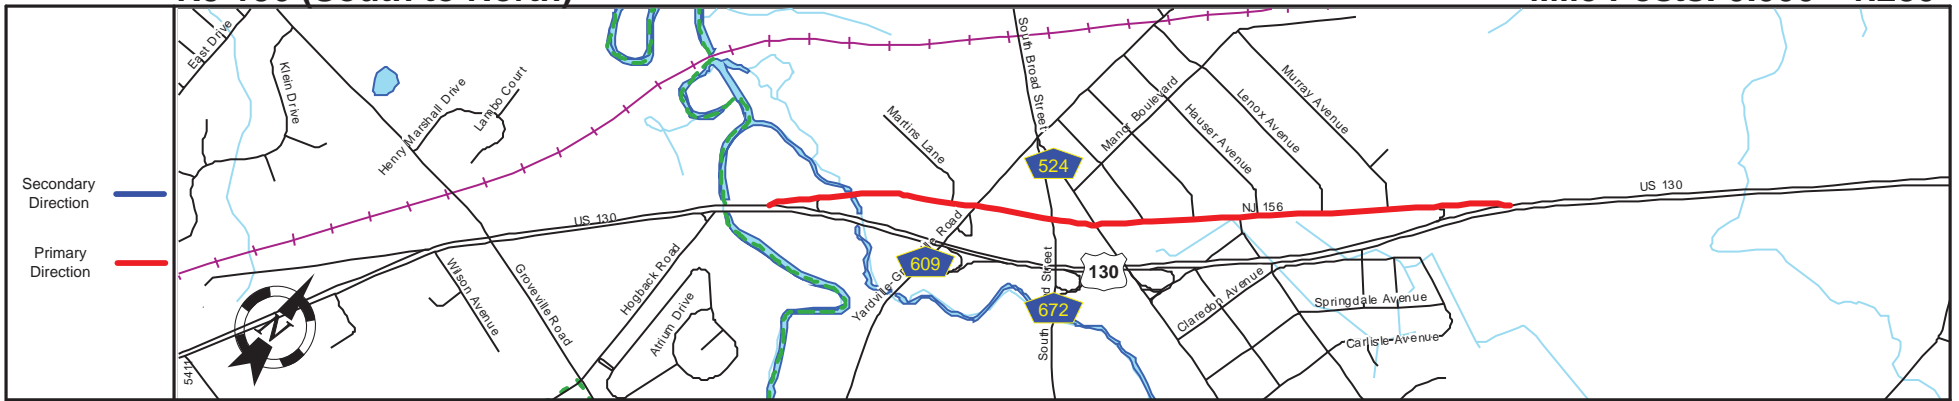 Secondary
Direction
Primary
Direction
East Drive
Klein Drive
Henry Marshall Drive
Lambo Court
Martins Lane
South Broad Street
Manor Boulevard
Hauser Avenue
Lenox Avenue
Murray Avenue
524
US 130
US 130
NJ 156
Wilson Avenue
Groveville Road
Hogback Road
Atrium Drive
609
130
672
South
Claredon Avenue
Springdale Avenue
Carlisle Avenue
N